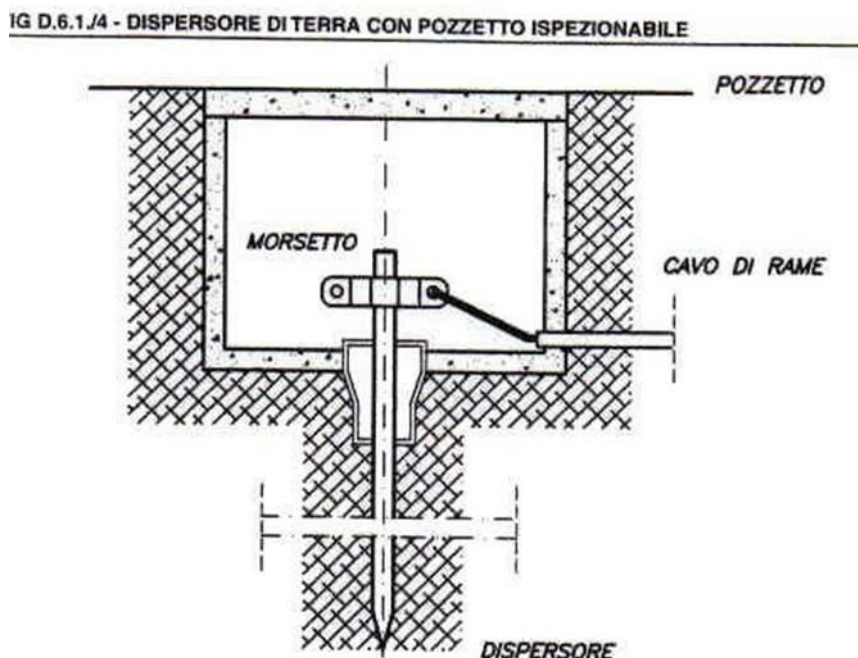 IG D.6.1./4 - DISPERSORE DI TERRA CON POZZETTO ISPEZIONABILE
POZZETTO
MORSETTO
CAVO DI RAME
DISPERSORE